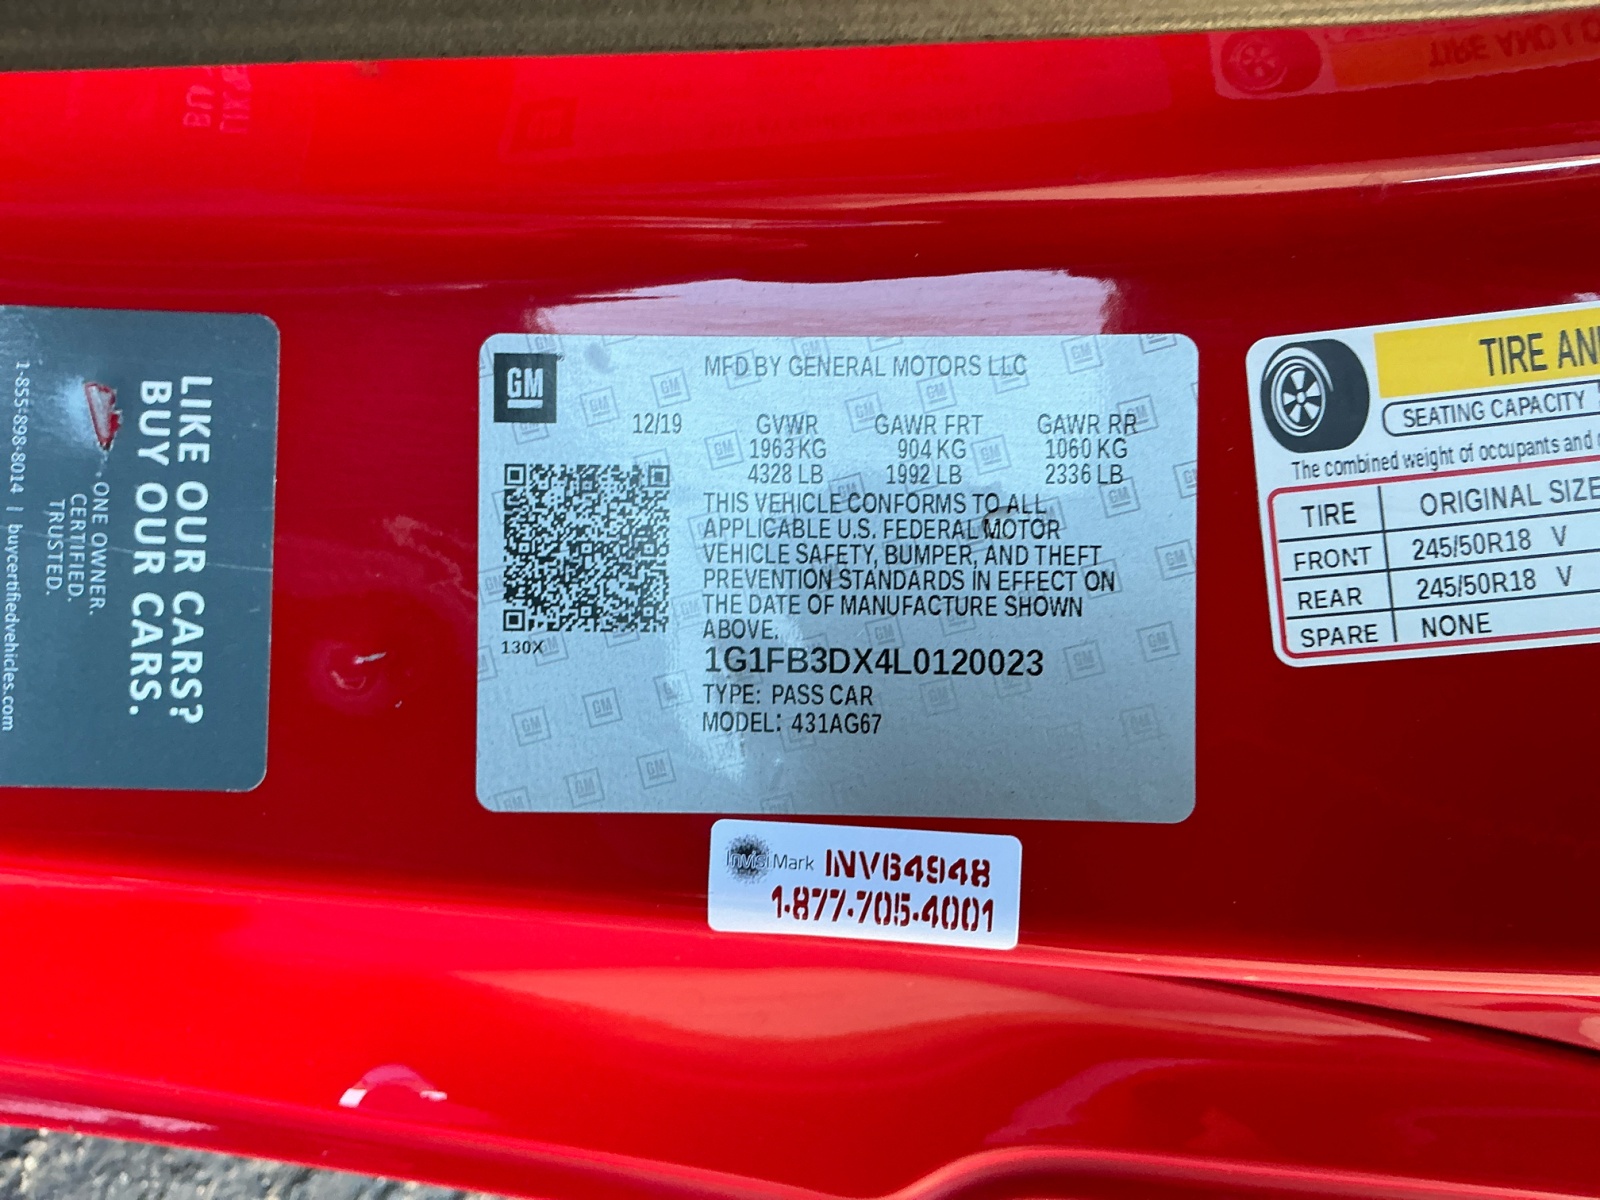 LIKE OUR CARS?
BUY OUR CARS.
ONE OWNER.
CERTIFIED.
TRUSTED.
1-855-898-8014 | buycertifiedvehicles.com
GM
MFD BY GENERAL MOTORS LLC
12/19 GVWR GAWR FRT GAWR RR
1963 KG 904 KG 1060 KG
4328 LB 1992 LB 2336 LB
THIS VEHICLE CONFORMS TO ALL
APPLICABLE U.S. FEDERAL MOTOR
VEHICLE SAFETY, BUMPER, AND THEFT
PREVENTION STANDARDS IN EFFECT ON
THE DATE OF MANUFACTURE SHOWN
ABOVE.
130X
1G1FB3DX4L0120023
TYPE: PASS CAR
MODEL: 431AG67
InvisiMark INV64948
1-877-705-4001
TIRE AN
SEATING CAPACITY
The combined weight of occupants and
TIRE ORIGINAL SIZE
FRONT 245/50R18 V
REAR 245/50R18 V
SPARE NONE